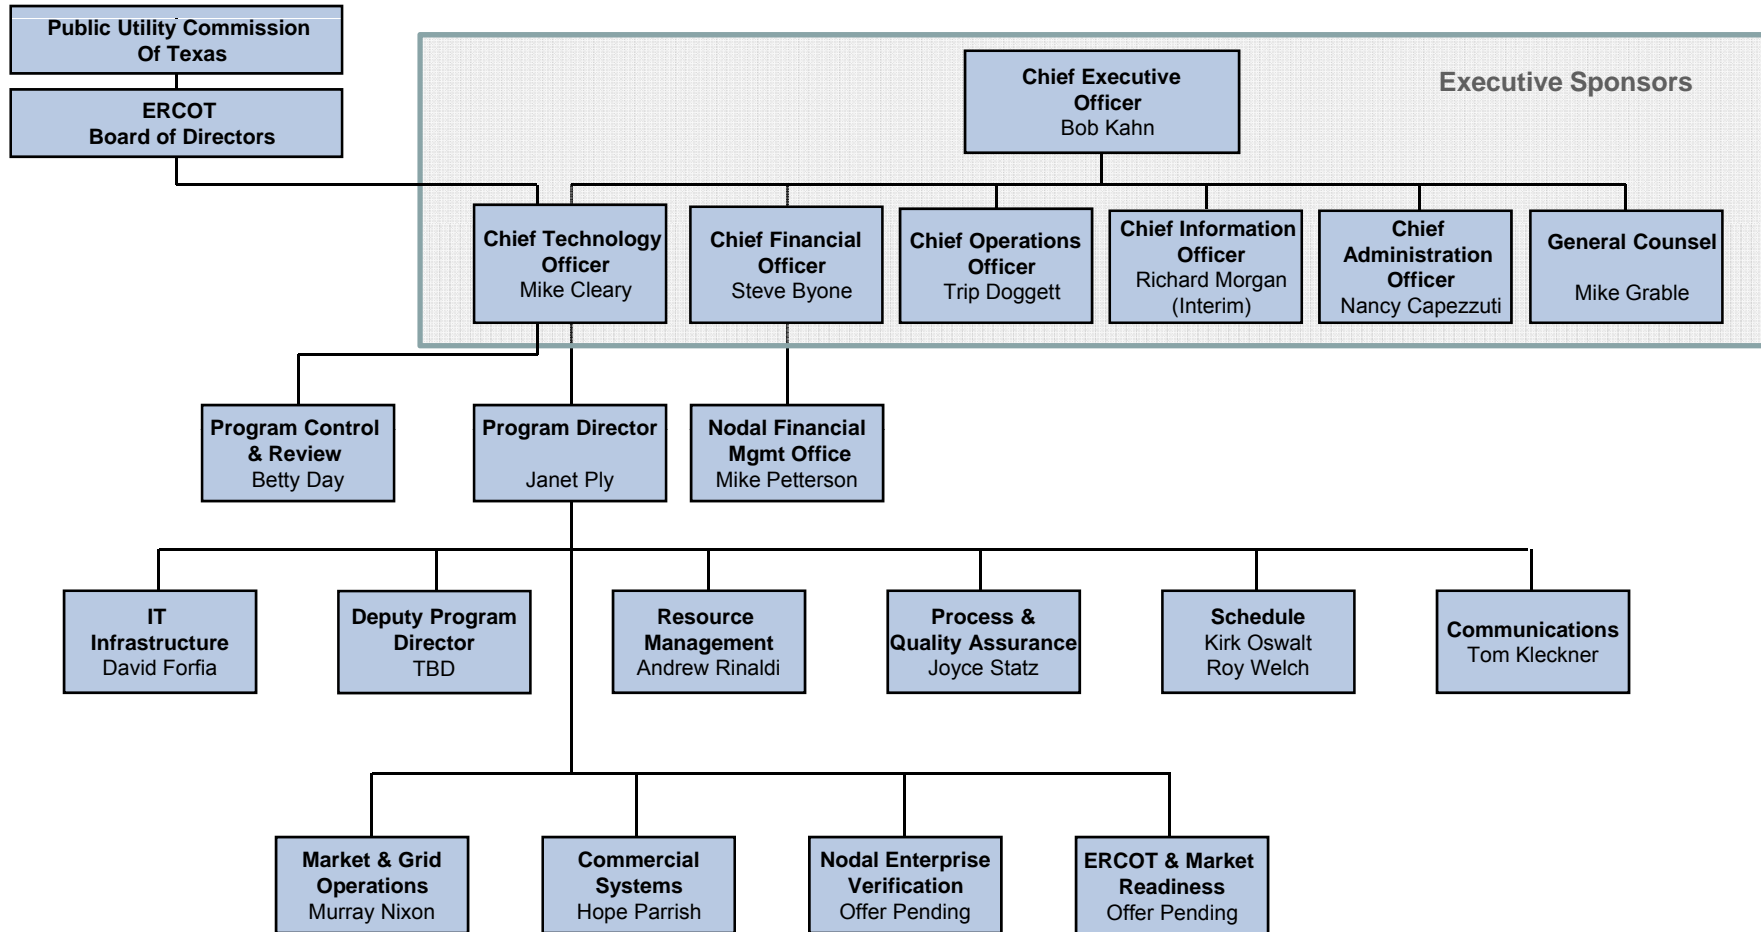 Public Utility Commission
Of Texas
ERCOT
Board of Directors
Executive Sponsors
Chief Executive
Officer
Bob Kahn
Chief Technology
Officer
Mike Cleary
Chief Financial
Officer
Steve Byone
Chief Operations
Officer
Trip Doggett
Chief Information
Officer
Richard Morgan
(Interim)
Chief
Administration
Officer
Nancy Capezzuti
General Counsel
Mike Grable
Program Control
& Review
Betty Day
Program Director
Janet Ply
Nodal Financial
Mgmt Office
Mike Petterson
IT
Infrastructure
David Forfia
Deputy Program
Director
TBD
Resource
Management
Andrew Rinaldi
Process &
Quality Assurance
Joyce Statz
Schedule
Kirk Oswalt
Roy Welch
Communications
Tom Kleckner
Market & Grid
Operations
Murray Nixon
Commercial
Systems
Hope Parrish
Nodal Enterprise
Verification
Offer Pending
ERCOT & Market
Readiness
Offer Pending